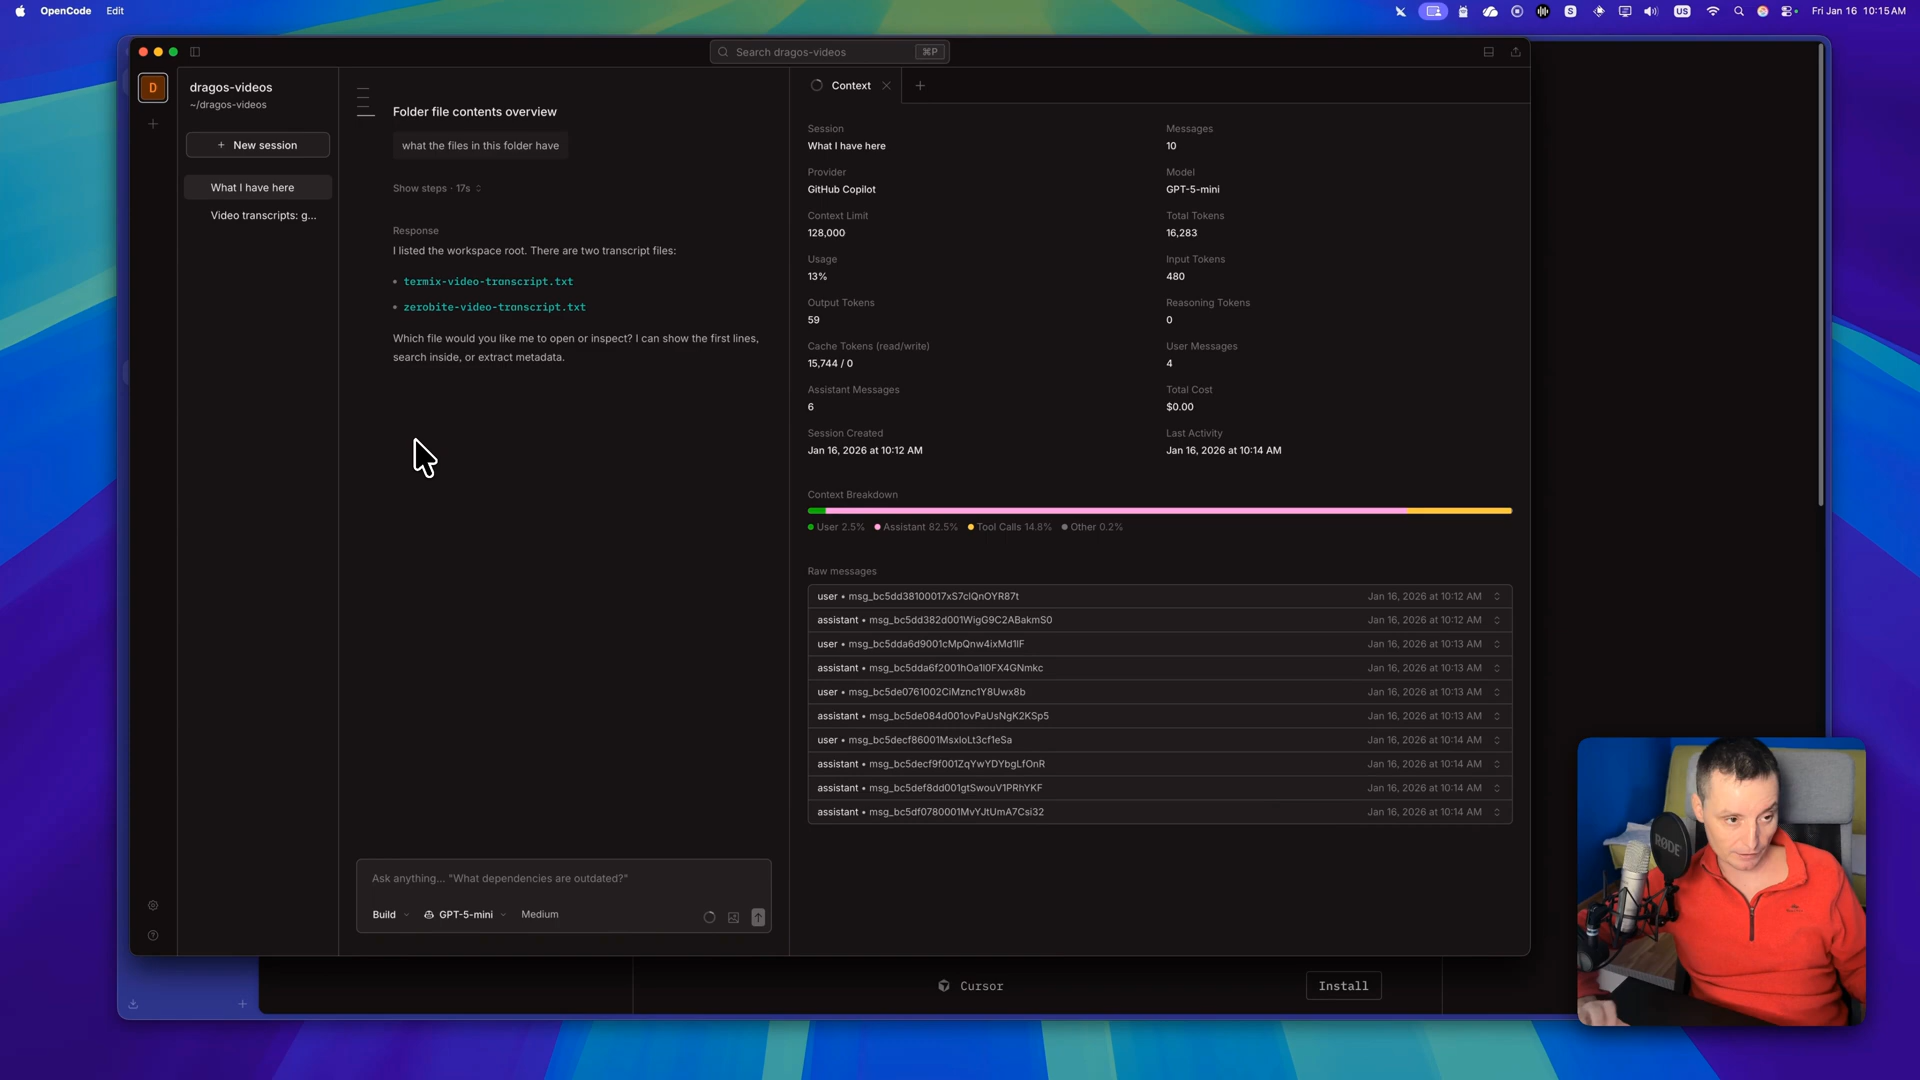 OpenCode Edit
US Fri Jan 16 10:15 AM
Search dragos-videos ⌘P
D
dragos-videos
~/dragos-videos
+ New session
What I have here
Video transcripts: g...
Folder file contents overview
what the files in this folder have
Show steps · 17s
Response
I listed the workspace root. There are two transcript files:
• termix-video-transcript.txt
• zerobite-video-transcript.txt
Which file would you like me to open or inspect? I can show the first lines,
search inside, or extract metadata.
Ask anything... "What dependencies are outdated?"
Build GPT-5-mini Medium
Context
Session Messages
What I have here 10
Provider Model
GitHub Copilot GPT-5-mini
Context Limit Total Tokens
128,000 16,283
Usage Input Tokens
13% 480
Output Tokens Reasoning Tokens
59 0
Cache Tokens (read/write) User Messages
15,744 / 0 4
Assistant Messages Total Cost
6 $0.00
Session Created Last Activity
Jan 16, 2026 at 10:12 AM Jan 16, 2026 at 10:14 AM
Context Breakdown
User 2.5% Assistant 82.5% Tool Calls 14.8% Other 0.2%
Raw messages
user • msg_bc5dd38100017xS7clQnOYR87t Jan 16, 2026 at 10:12 AM
assistant • msg_bc5dd382d001WigG9C2ABakmS0 Jan 16, 2026 at 10:12 AM
user • msg_bc5dda6d9001cMpQnw4ixMd1lF Jan 16, 2026 at 10:13 AM
assistant • msg_bc5dda6f2001hOa1l0FX4GNmkc Jan 16, 2026 at 10:13 AM
user • msg_bc5de0761002CiMznc1Y8Uwx8b Jan 16, 2026 at 10:13 AM
assistant • msg_bc5de084d001ovPaUsNgK2KSp5 Jan 16, 2026 at 10:13 AM
user • msg_bc5decf86001MsxIoLt3cf1eSa Jan 16, 2026 at 10:14 AM
assistant • msg_bc5decf9f001ZqYwYDYbgLfOnR Jan 16, 2026 at 10:14 AM
assistant • msg_bc5def8dd001gtSwouV1PRhYKF Jan 16, 2026 at 10:14 AM
assistant • msg_bc5df0780001MvYJtUmA7Csi32 Jan 16, 2026 at 10:14 AM
Cursor Install
RØDE